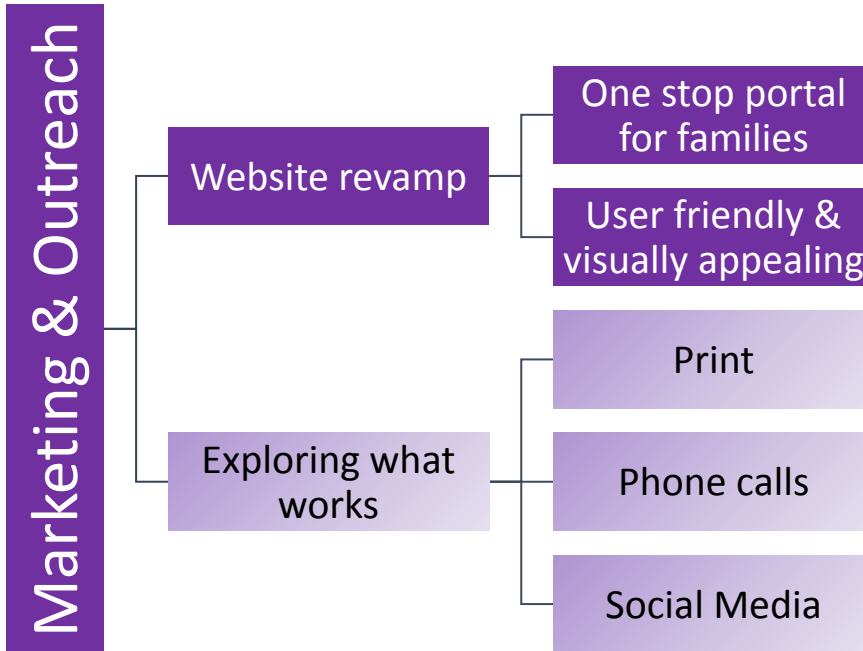 Marketing & Outreach
Website revamp
One stop portal
for families
User friendly &
visually appealing
Exploring what
works
Print
Phone calls
Social Media